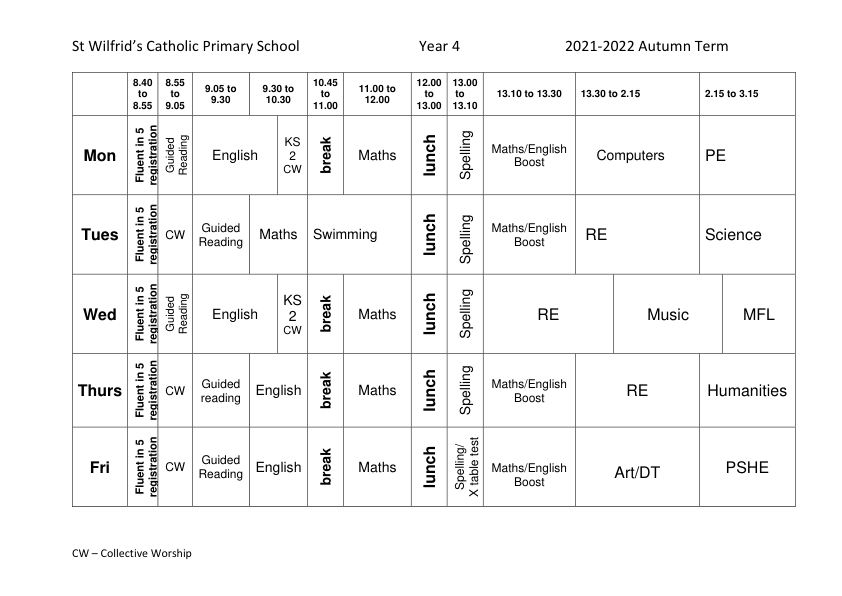 St Wilfrid’s Catholic Primary School Year 4 2021-2022 Autumn Term
8.40 to 8.55 8.55 to 9.05 9.05 to 9.30 9.30 to 10.30 10.45 to 11.00 11.00 to 12.00 12.00 to 13.00 13.00 to 13.10 13.10 to 13.30 13.30 to 2.15 2.15 to 3.15
Mon Fluent in 5 registration Guided Reading English KS 2 CW break Maths lunch Spelling Maths/English Boost Computers PE
Tues Fluent in 5 registration CW Guided Reading Maths Swimming lunch Spelling Maths/English Boost RE Science
Wed Fluent in 5 registration Guided Reading English KS 2 CW break Maths lunch Spelling RE Music MFL
Thurs Fluent in 5 registration CW Guided reading English break Maths lunch Spelling Maths/English Boost RE Humanities
Fri Fluent in 5 registration CW Guided Reading English break Maths lunch Spelling/ X table test Maths/English Boost Art/DT PSHE
CW – Collective Worship